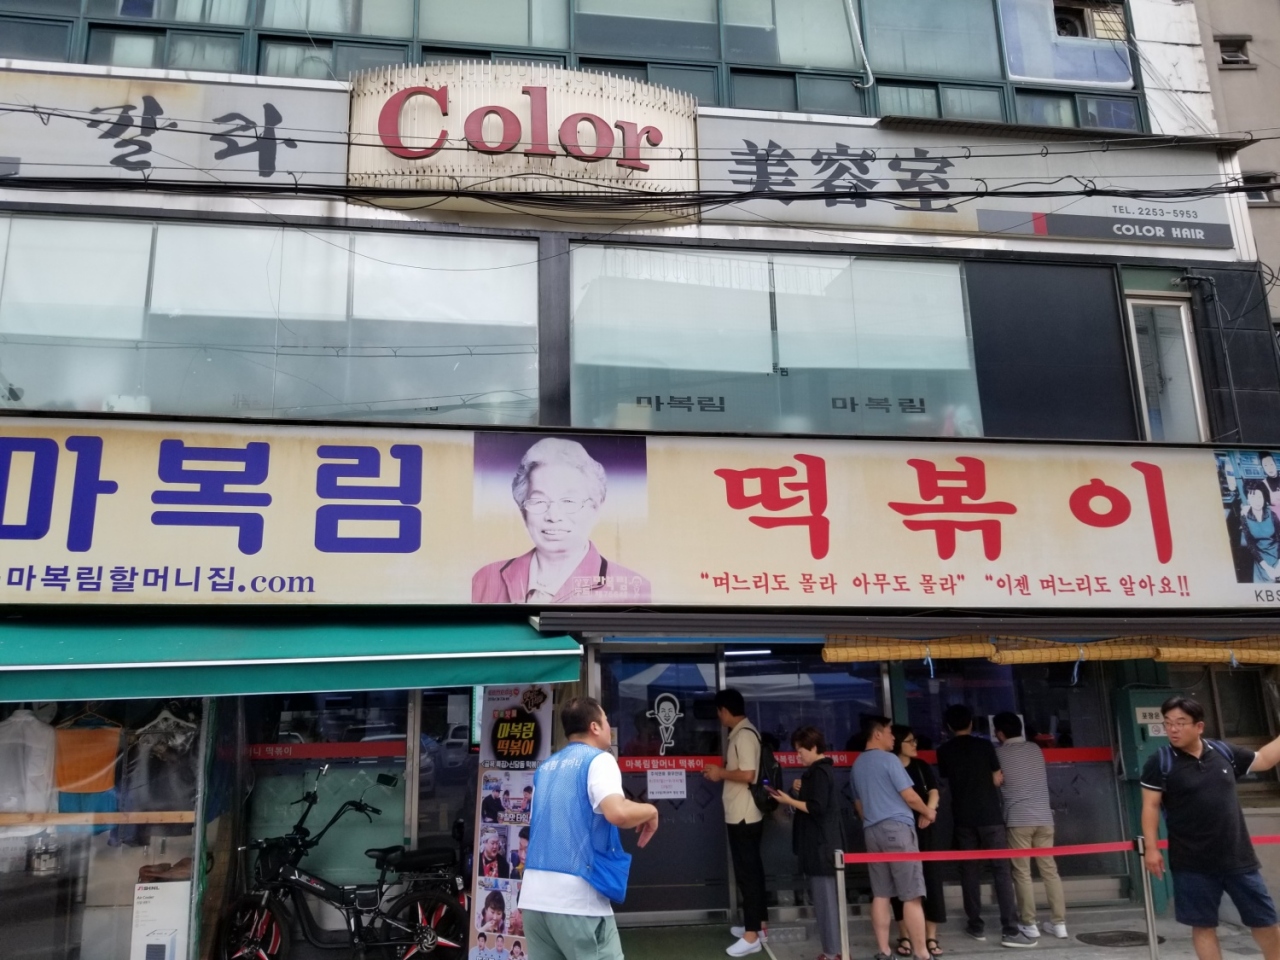 칼라
Color
美容室
TEL. 2253-5953
COLOR HAIR
마복림
마복림
마복림
떡볶이
마복림할머니집.com
"며느리도 몰라 아무도 몰라" "이젠 며느리도 알아요!!
KBS
마복림
떡볶이
마복림할머니 떡볶이